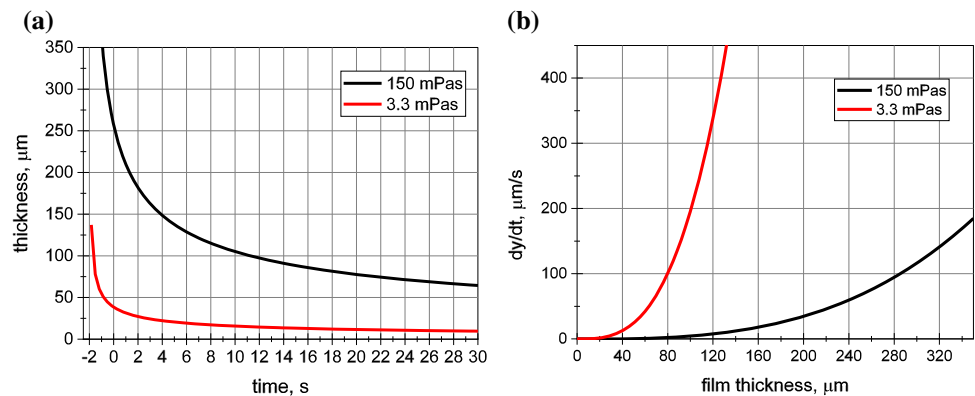 (a)
thickness, μm
350
300
250
200
150
100
50
0
150 mPas
3.3 mPas
-2 0 2 4 6 8 10 12 14 16 18 20 22 24 26 28 30
time, s
(b)
dy/dt, μm/s
400
300
200
100
0
150 mPas
3.3 mPas
0 40 80 120 160 200 240 280 320
film thickness, μm